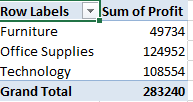 Row Labels Sum of Profit
Furniture 49734
Office Supplies 124952
Technology 108554
Grand Total 283240